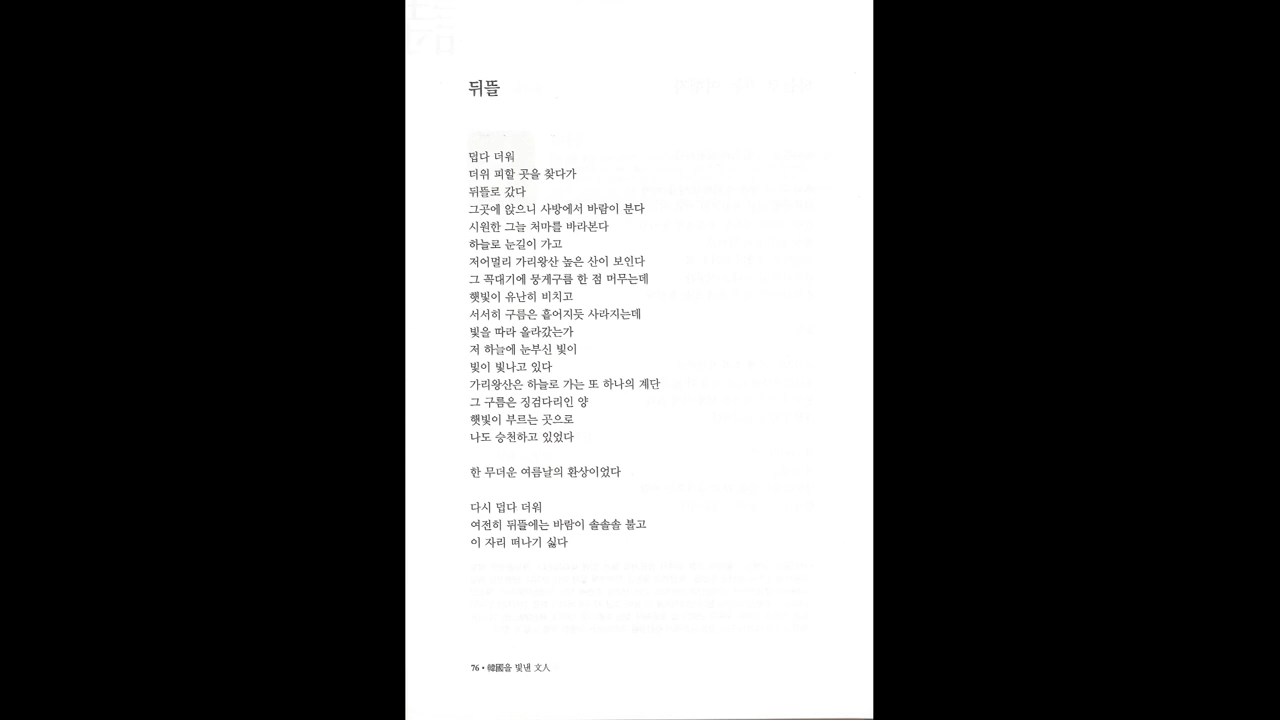 뒤뜰
덥다 더워
더위 피할 곳을 찾다가
뒤뜰로 갔다
그곳에 앉으니 사방에서 바람이 분다
시원한 그늘 처마를 바라본다
하늘로 눈길이 가고
저어멀리 가리왕산 높은 산이 보인다
그 꼭대기에 뭉게구름 한 점 머무는데
햇빛이 유난히 비치고
서서히 구름은 흩어지듯 사라지는데
빛을 따라 올라갔는가
저 하늘에 눈부신 빛이
빛이 빛나고 있다
가리왕산은 하늘로 가는 또 하나의 계단
그 구름은 징검다리인 양
햇빛이 부르는 곳으로
나도 승천하고 있었다
한 무더운 여름날의 환상이었다
다시 덥다 더워
여전히 뒤뜰에는 바람이 솔솔솔 불고
이 자리 떠나기 싫다
76 • 韓國을 빛낸 文人